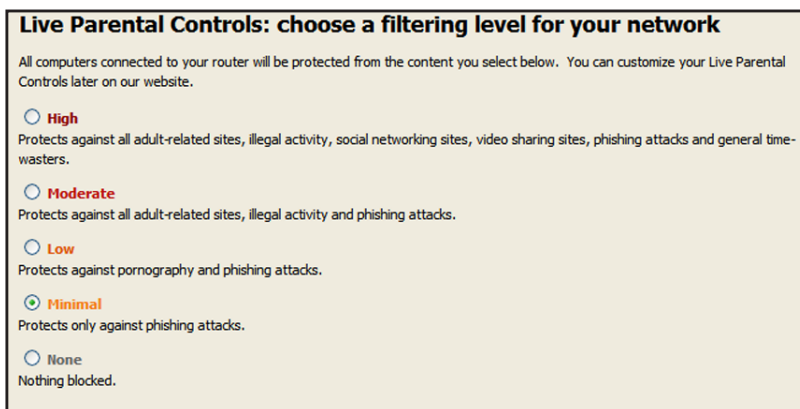 Live Parental Controls: choose a filtering level for your network
All computers connected to your router will be protected from the content you select below.  You can customize your Live Parental
Controls later on our website.
High
Protects against all adult-related sites, illegal activity, social networking sites, video sharing sites, phishing attacks and general time-
wasters.
Moderate
Protects against all adult-related sites, illegal activity and phishing attacks.
Low
Protects against pornography and phishing attacks.
Minimal
Protects only against phishing attacks.
None
Nothing blocked.